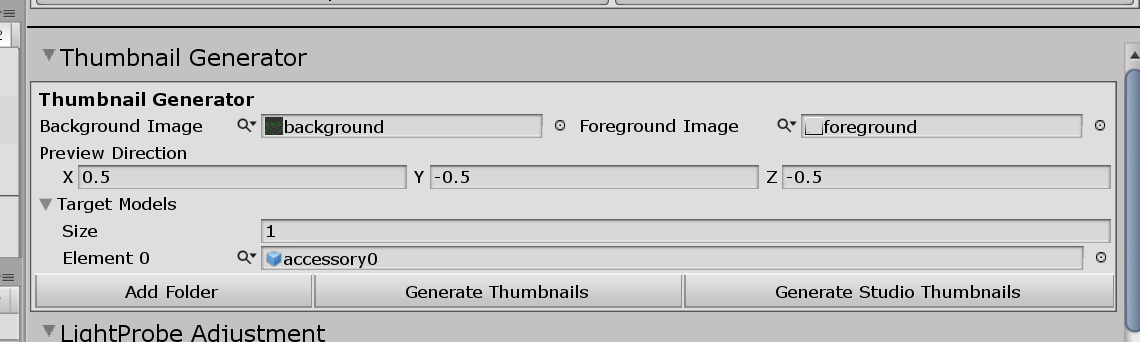 2
Thumbnail Generator
Thumbnail Generator
Background Image background Foreground Image foreground
Preview Direction
X 0.5 Y -0.5 Z -0.5
Target Models
Size 1
Element 0 accessory0
Add Folder Generate Thumbnails Generate Studio Thumbnails
LightProbe Adjustment